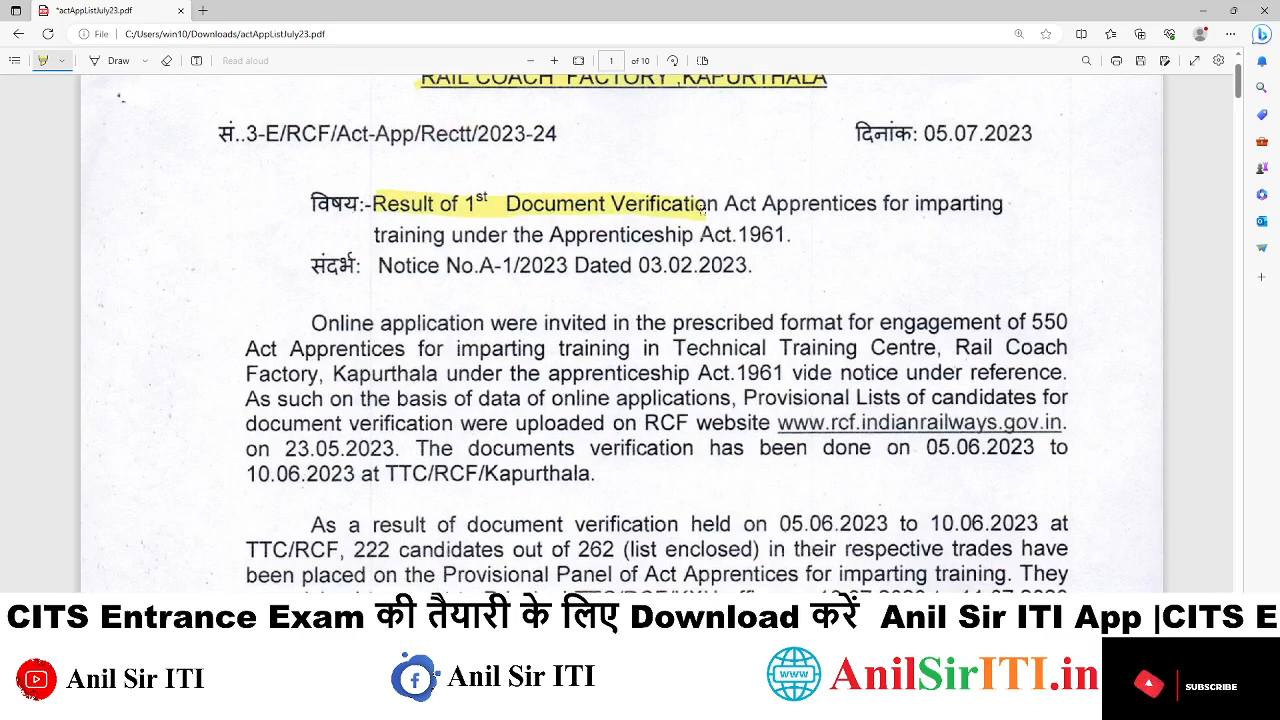 *actAppListJuly23.pdf
File C:/Users/win10/Downloads/actAppListJuly23.pdf
Draw Read aloud 1 of 10
RAIL COACH FACTORY ,KAPURTHALA
सं..3-E/RCF/Act-App/Rectt/2023-24 दिनांक: 05.07.2023
विषय:-Result of 1st Document Verification Act Apprentices for imparting
training under the Apprenticeship Act.1961.
संदर्भ: Notice No.A-1/2023 Dated 03.02.2023.
Online application were invited in the prescribed format for engagement of 550
Act Apprentices for imparting training in Technical Training Centre, Rail Coach
Factory, Kapurthala under the apprenticeship Act.1961 vide notice under reference.
As such on the basis of data of online applications, Provisional Lists of candidates for
document verification were uploaded on RCF website www.rcf.indianrailways.gov.in.
on 23.05.2023. The documents verification has been done on 05.06.2023 to
10.06.2023 at TTC/RCF/Kapurthala.
As a result of document verification held on 05.06.2023 to 10.06.2023 at
TTC/RCF, 222 candidates out of 262 (list enclosed) in their respective trades have
been placed on the Provisional Panel of Act Apprentices for imparting training. They
CITS Entrance Exam की तैयारी के लिए Download करें Anil Sir ITI App |CITS E
Anil Sir ITI Anil Sir ITI www AnilSirITI.in SUBSCRIBE